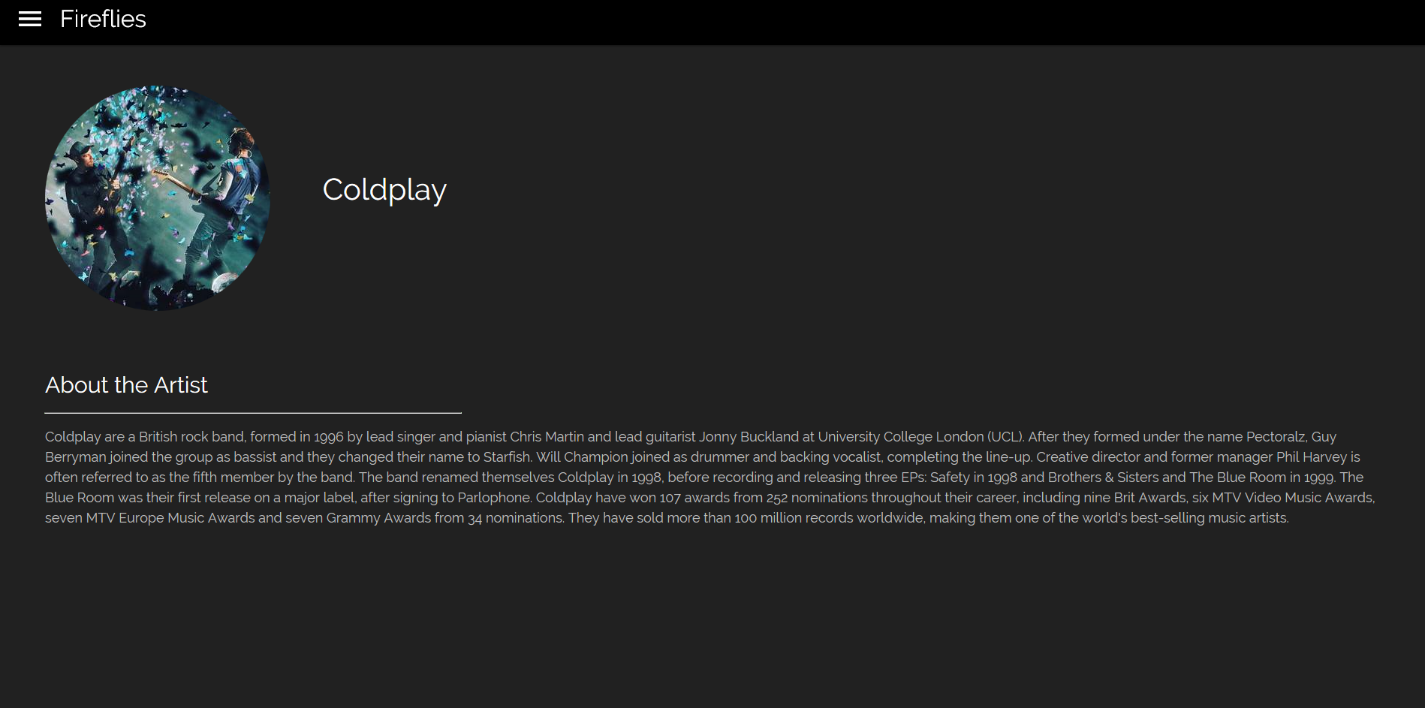 Fireflies
Coldplay
About the Artist
Coldplay are a British rock band, formed in 1996 by lead singer and pianist Chris Martin and lead guitarist Jonny Buckland at University College London (UCL). After they formed under the name Pectoralz, Guy
Berryman joined the group as bassist and they changed their name to Starfish. Will Champion joined as drummer and backing vocalist, completing the line-up. Creative director and former manager Phil Harvey is
often referred to as the fifth member by the band. The band renamed themselves Coldplay in 1998, before recording and releasing three EPs: Safety in 1998 and Brothers & Sisters and The Blue Room in 1999. The
Blue Room was their first release on a major label, after signing to Parlophone. Coldplay have won 107 awards from 252 nominations throughout their career, including nine Brit Awards, six MTV Video Music Awards,
seven MTV Europe Music Awards and seven Grammy Awards from 34 nominations. They have sold more than 100 million records worldwide, making them one of the world's best-selling music artists.